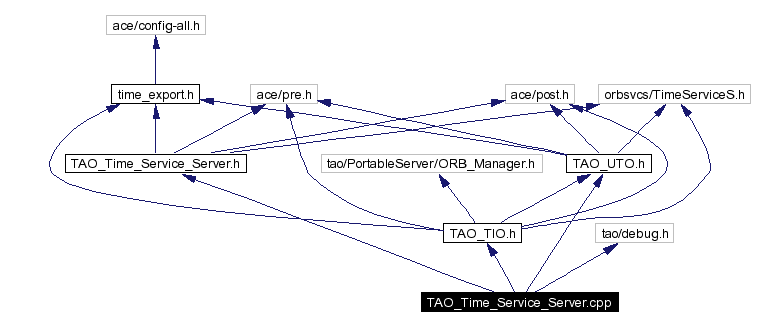 ace/config-all.h
time_export.h
ace/pre.h
ace/post.h
orbsvcs/TimeServiceS.h
TAO_Time_Service_Server.h
tao/PortableServer/ORB_Manager.h
TAO_UTO.h
TAO_TIO.h
tao/debug.h
TAO_Time_Service_Server.cpp